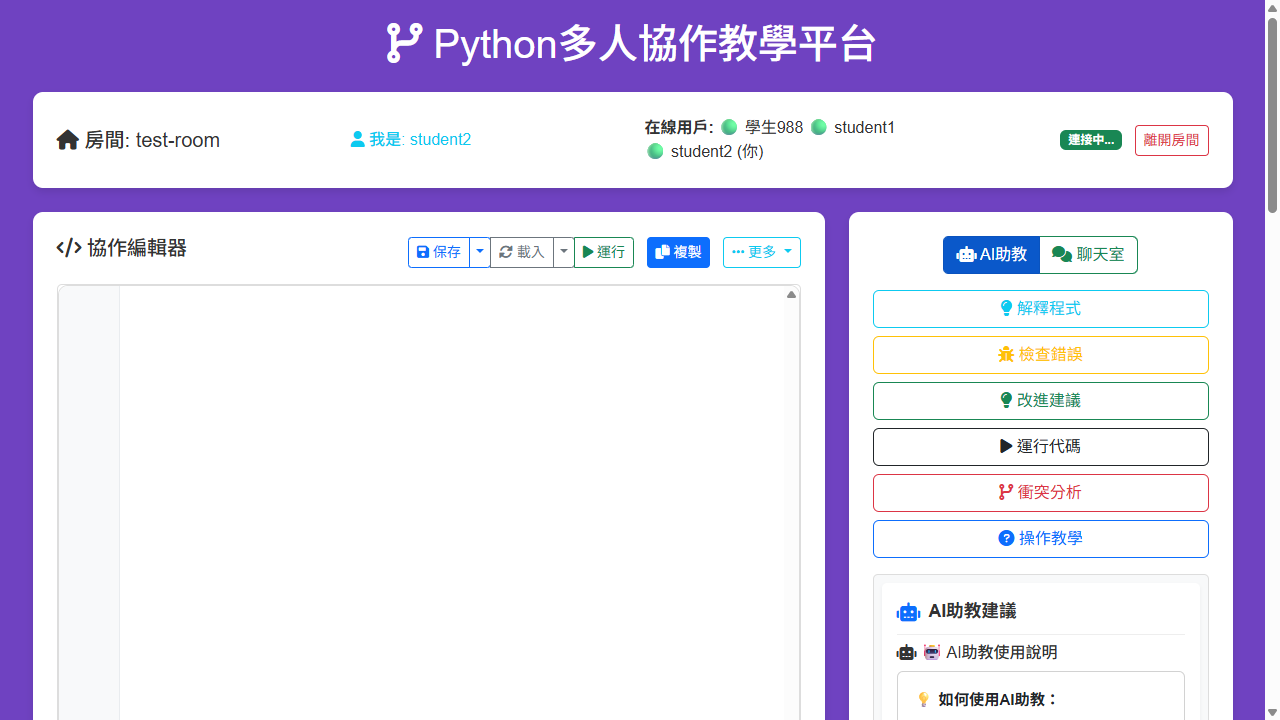 Python多人協作教學平台
房間: test-room
我是: student2
在線用戶: 學生988 student1
student2 (你)
連接中...
離開房間
協作編輯器
保存
載入
運行
複製
更多
AI助教
聊天室
解釋程式
檢查錯誤
改進建議
運行代碼
衝突分析
操作教學
AI助教建議
AI助教使用說明
如何使用AI助教：